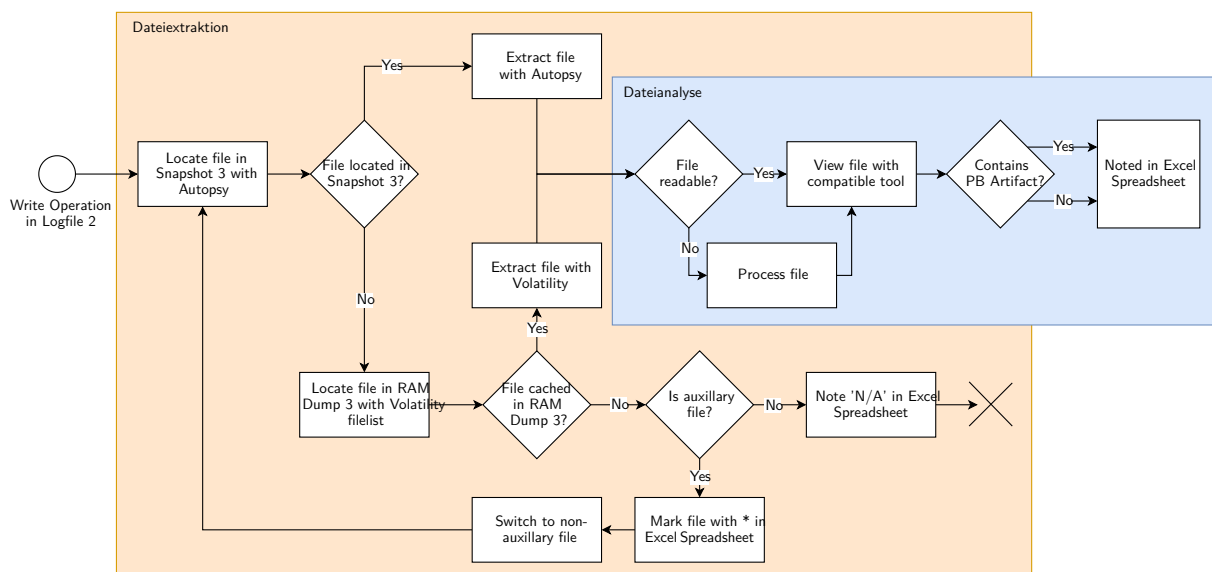 Dateiextraktion
Extract file
with Autopsy
Yes
Dateianalyse
Locate file in
Snapshot 3 with
Autopsy
File located in
Snapshot 3?
File
readable?
Yes
View file with
compatible tool
Contains
PB Artifact?
Yes
No
Noted in Excel
Spreadsheet
Write Operation
in Logfile 2
No
Process file
Extract file with
Volatility
No
Yes
Locate file in RAM
Dump 3 with Volatility
filelist
File cached
in RAM
Dump 3?
No
Is auxillary
file?
No
Note 'N/A' in Excel
Spreadsheet
Yes
Switch to non-
auxillary file
Mark file with * in
Excel Spreadsheet